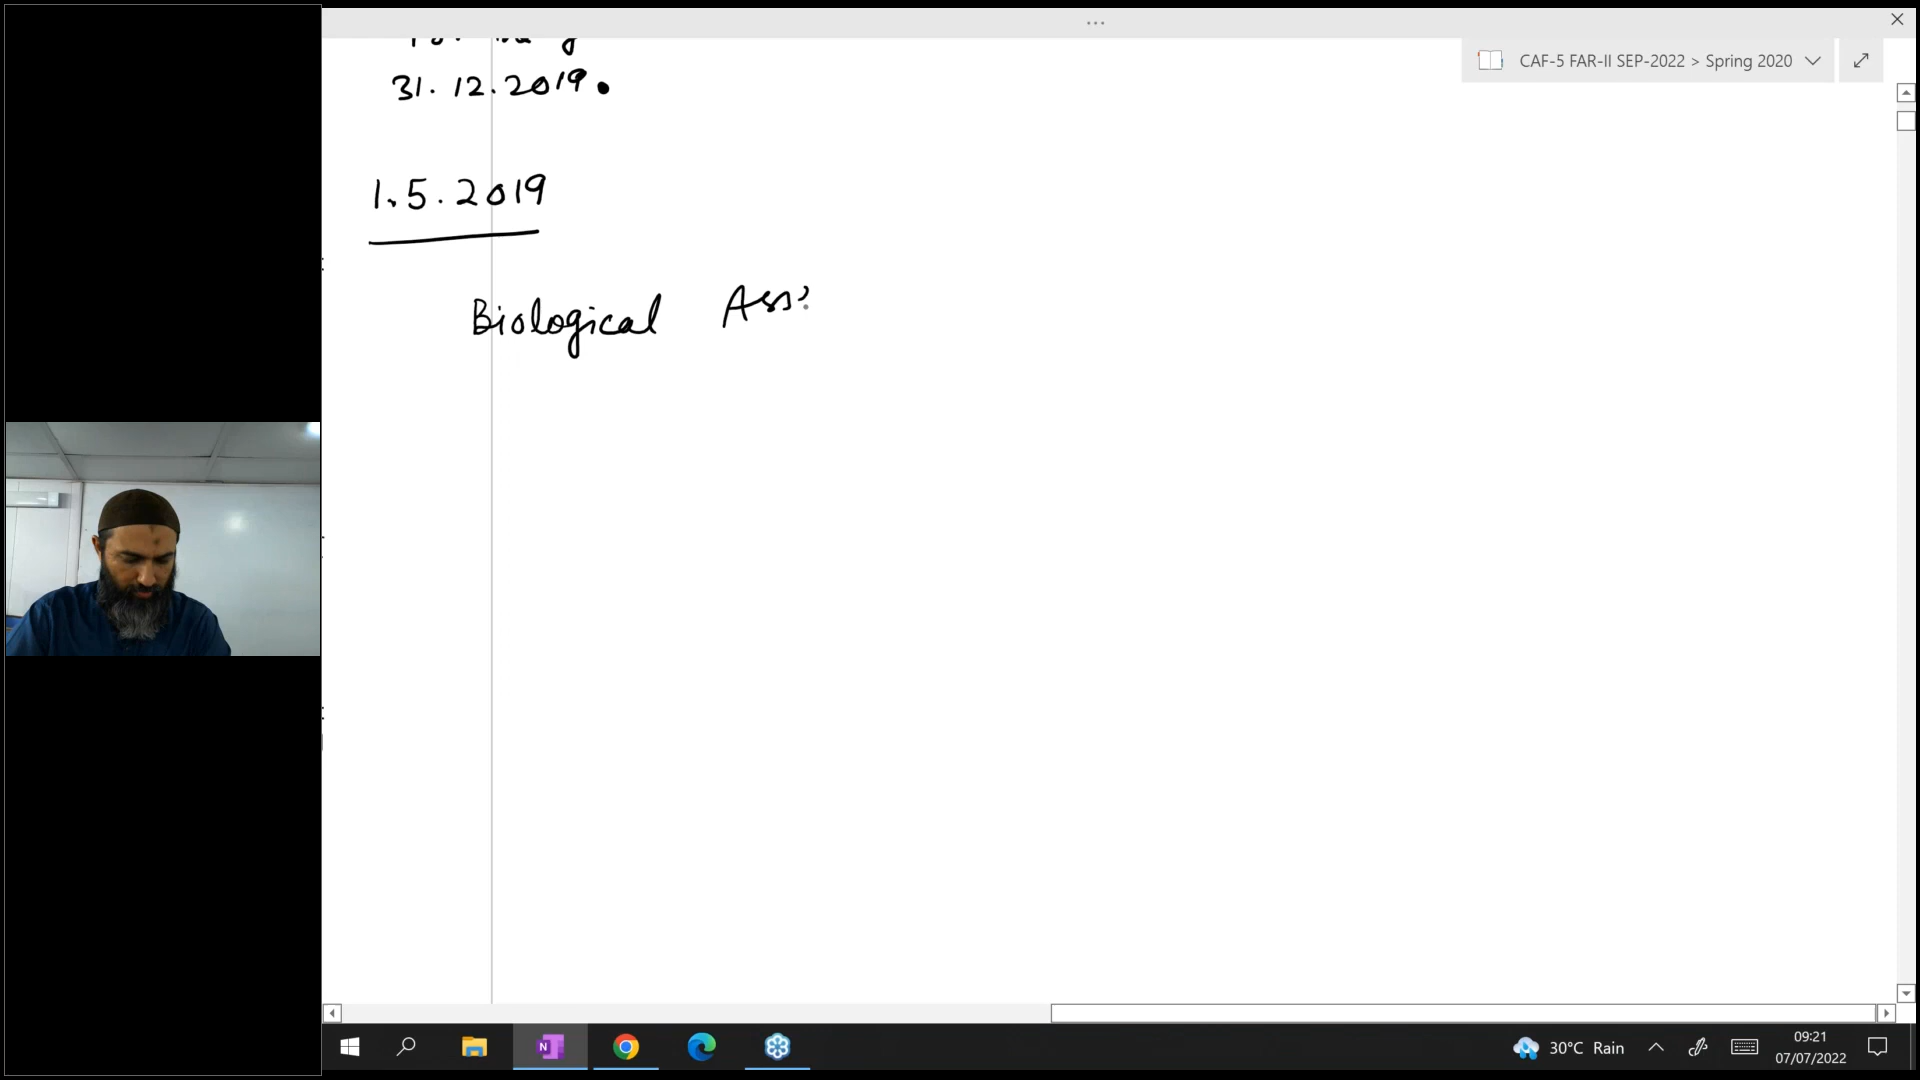 CAF-5 FAR-II SEP-2022 > Spring 2020
31.12.2019.
1.5.2019
Biological Ass
30°C Rain
09:21
07/07/2022